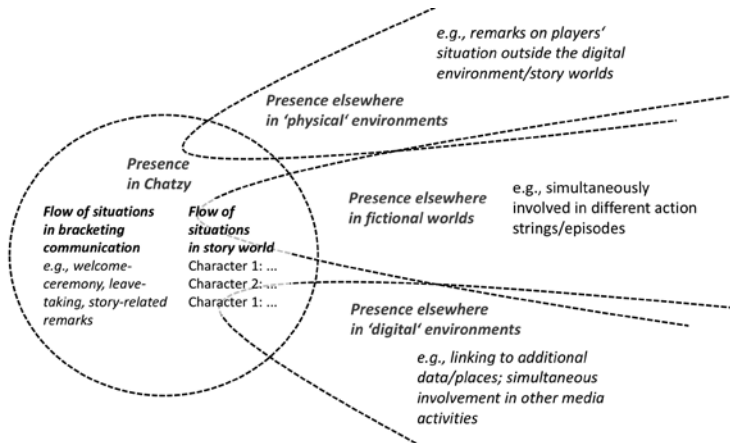 e.g., remarks on players‘
situation outside the digital
environment/story worlds
Presence elsewhere
in ‘physical‘ environments
Presence
in Chatzy
Flow of situations
in bracketing
communication
e.g., welcome-
ceremony, leave-
taking, story-related
remarks
Flow of
situations
in story world
Character 1: ...
Character 2: ...
Character 1: ...
Presence elsewhere
in fictional worlds
e.g., simultaneously
involved in different action
strings/episodes
Presence elsewhere
in ‘digital‘ environments
e.g., linking to additional
data/places; simultaneous
involvement in other media
activities